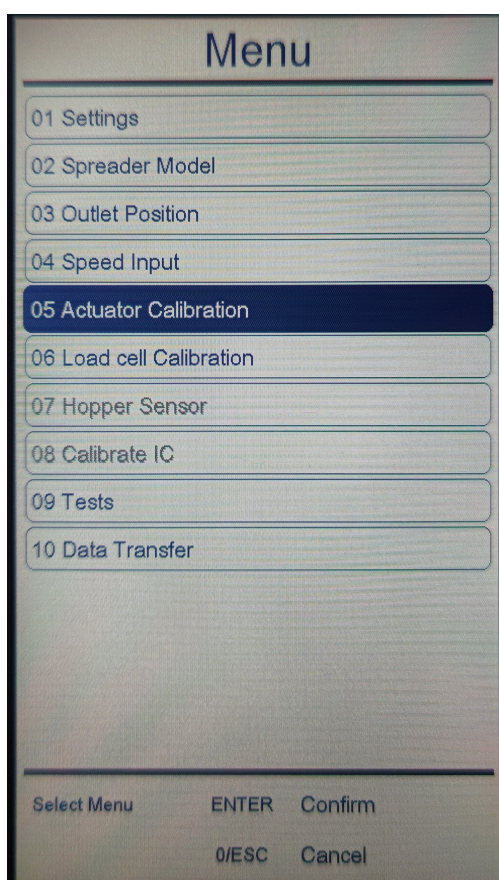 Menu
01 Settings
02 Spreader Model
03 Outlet Position
04 Speed Input
05 Actuator Calibration
06 Load cell Calibration
07 Hopper Sensor
08 Calibrate IC
09 Tests
10 Data Transfer
Select Menu ENTER Confirm
0/ESC Cancel